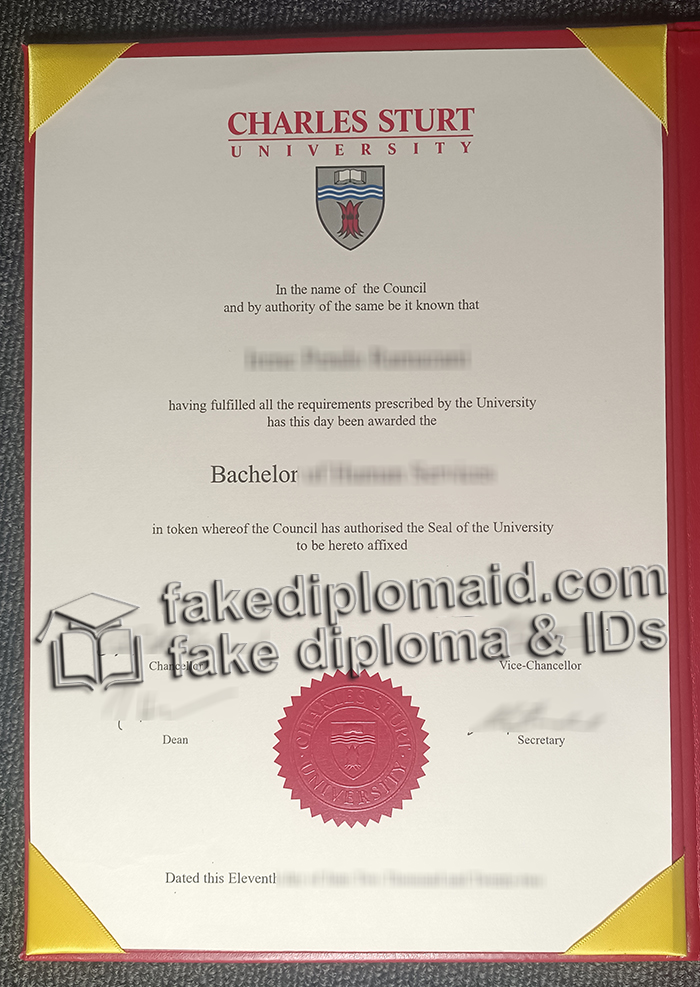 CHARLES STURT
UNIVERSITY
In the name of the Council
and by authority of the same be it known that
having fulfilled all the requirements prescribed by the University
has this day been awarded the
Bachelor
in token whereof the Council has authorised the Seal of the University
to be hereto affixed
fakediplomaid.com
fake diploma & IDs
Chancellor
Vice-Chancellor
CHARLES STURT
UNIVERSITY
Dean
Secretary
Dated this Eleventh